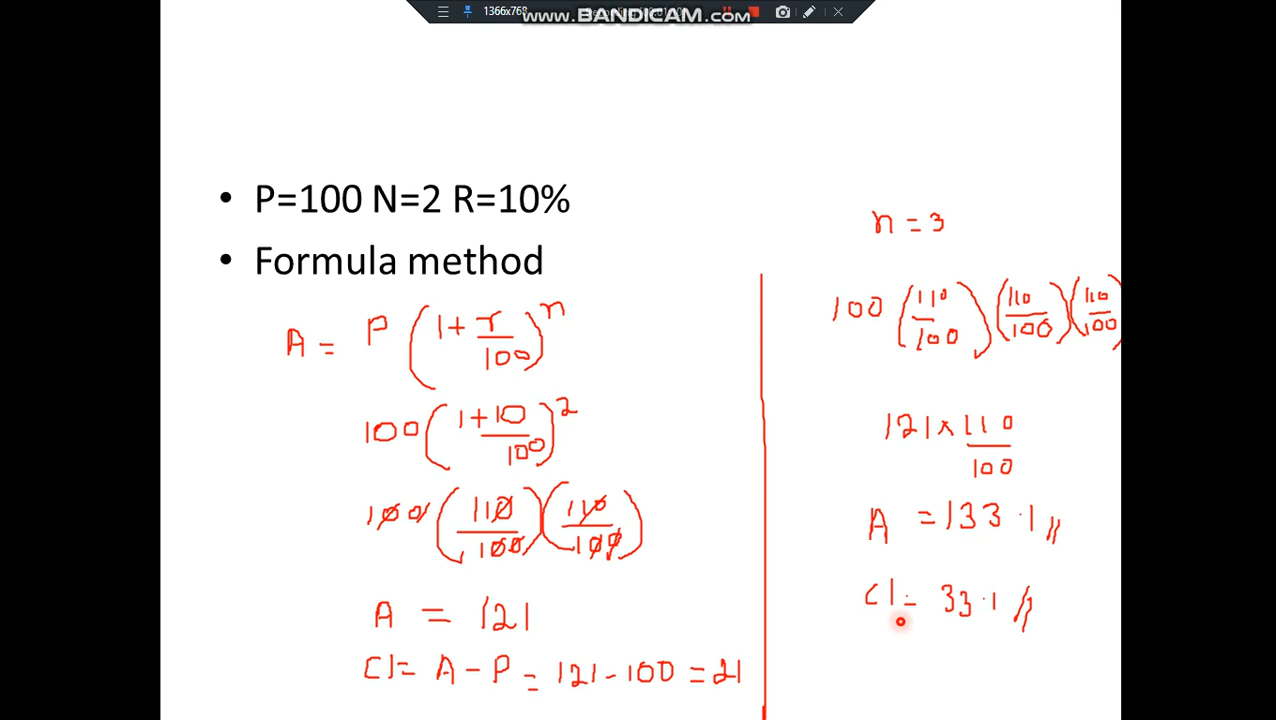 1366x768
www.BANDICAM.com
• P=100 N=2 R=10%
• Formula method
A = P (1 + r/100)^n
100 (1+10/100)^2
100 (110/100)(110/100)
A = 121
CI= A - P = 121 - 100 = 21
n = 3
100 (110/100)(110/100)(110/100)
121 x 110/100
A = 133.1 //
CI= 33.1 //